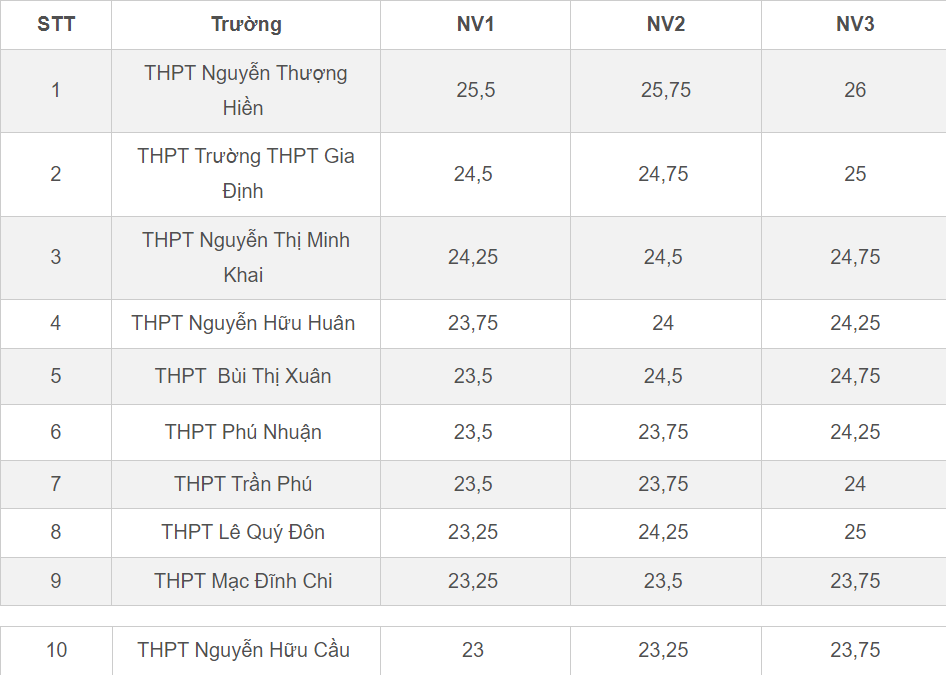 STT Trường NV1 NV2 NV3
1 THPT Nguyễn Thượng Hiền 25,5 25,75 26
2 THPT Trường THPT Gia Định 24,5 24,75 25
3 THPT Nguyễn Thị Minh Khai 24,25 24,5 24,75
4 THPT Nguyễn Hữu Huân 23,75 24 24,25
5 THPT Bùi Thị Xuân 23,5 24,5 24,75
6 THPT Phú Nhuận 23,5 23,75 24,25
7 THPT Trần Phú 23,5 23,75 24
8 THPT Lê Quý Đôn 23,25 24,25 25
9 THPT Mạc Đĩnh Chi 23,25 23,5 23,75
10 THPT Nguyễn Hữu Cầu 23 23,25 23,75